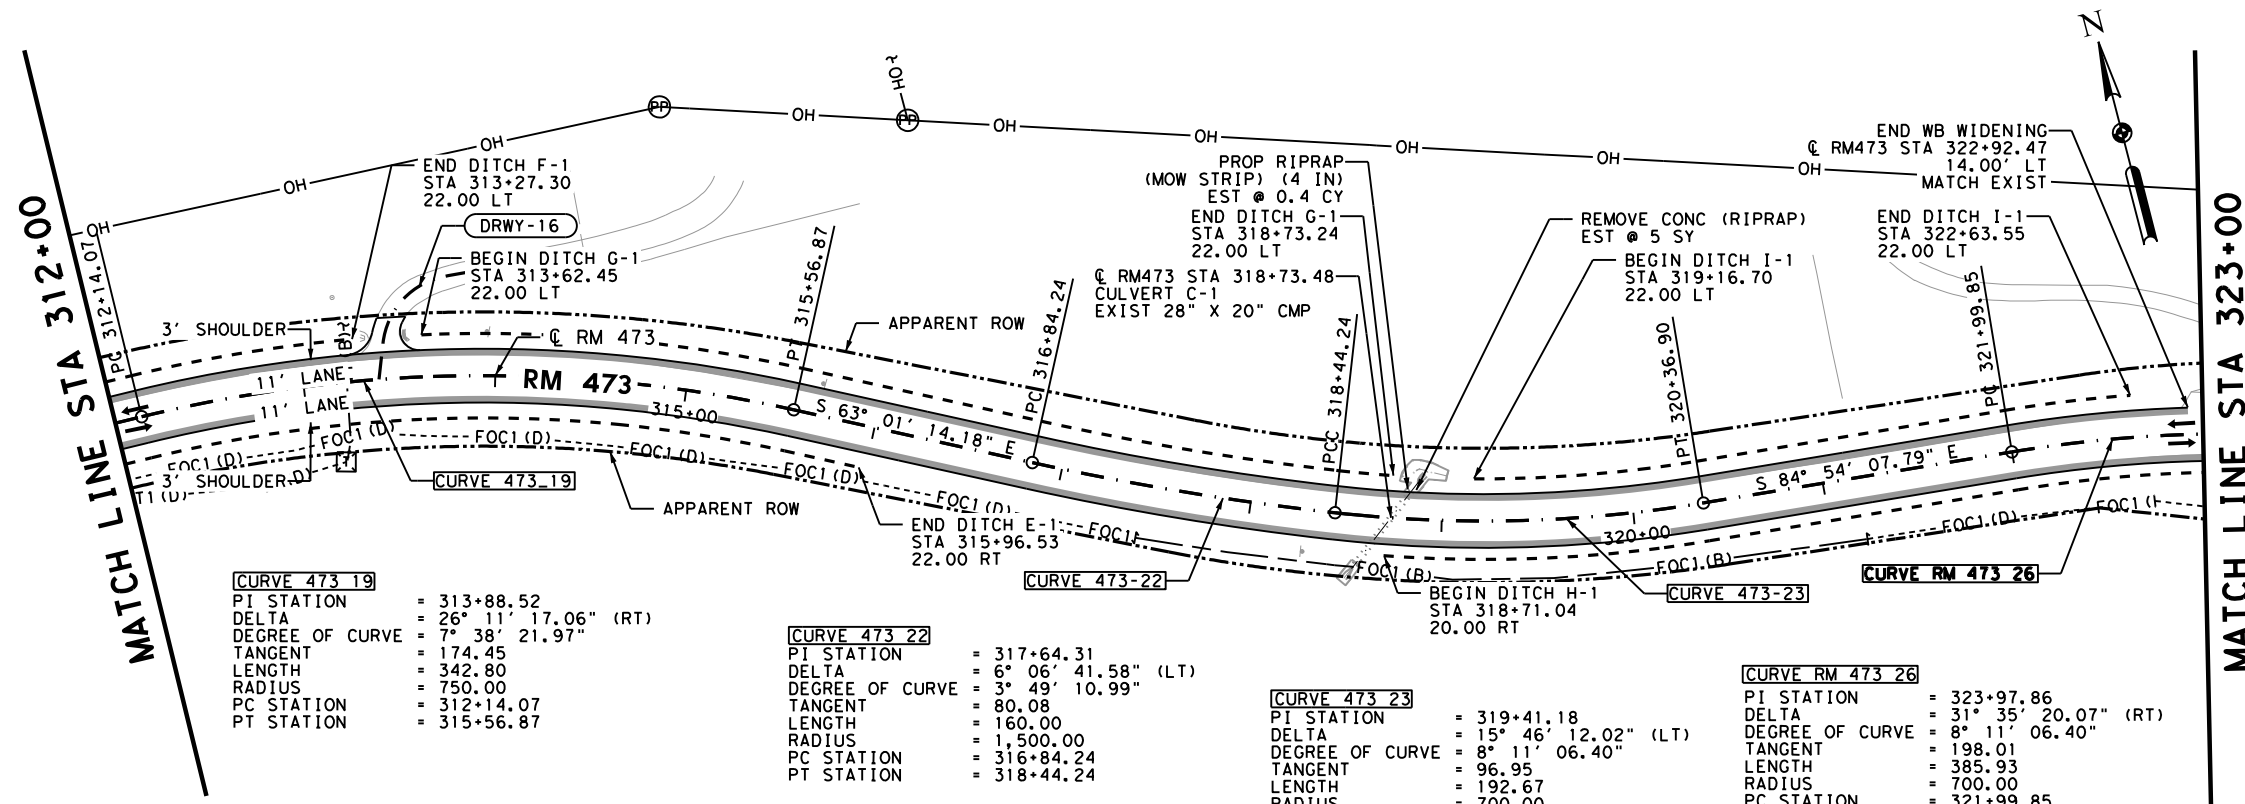 N
OH
PP
OH
OH
PP
OH
OH
OH
OH
OH
OH
OH
END DITCH F-1
STA 313+27.30
22.00 LT
DRWY-16
BEGIN DITCH G-1
STA 313+62.45
22.00 LT
PROP RIPRAP
(MOW STRIP) (4 IN)
EST @ 0.4 CY
END DITCH G-1
STA 318+73.24
22.00 LT
℄ RM473 STA 318+73.48
CULVERT C-1
EXIST 28" X 20" CMP
REMOVE CONC (RIPRAP)
EST @ 5 SY
BEGIN DITCH I-1
STA 319+16.70
22.00 LT
END WB WIDENING
℄ RM473 STA 322+92.47
14.00' LT
MATCH EXIST
END DITCH I-1
STA 322+63.55
22.00 LT
MATCH LINE STA 312+00
MATCH LINE STA 323+00
PC 312+14.07
PT 315+56.87
PC 316+84.24
PCC 318+44.24
PT 320+36.90
PC 321+99.85
3' SHOULDER
(B)
℄ RM 473
APPARENT ROW
11' LANE
RM 473
11' LANE
315+00
S 63° 01' 14.18" E
S 84° 54' 07.79" E
320+00
FOC1(D)
FOC1(D)
FOC1(D)
FOC1(D)
FOC1(D)
FOC1(D)
FOC1
FOC1(B)
FOC1(B)
FOC1(D)
FOC1(
3' SHOULDER
D)
T1(D)
CURVE 473_19
APPARENT ROW
END DITCH E-1
STA 315+96.53
22.00 RT
CURVE 473-22
BEGIN DITCH H-1
STA 318+71.04
20.00 RT
CURVE 473-23
CURVE RM 473 26
CURVE 473 19
PI STATION = 313+88.52
DELTA = 26° 11' 17.06" (RT)
DEGREE OF CURVE = 7° 38' 21.97"
TANGENT = 174.45
LENGTH = 342.80
RADIUS = 750.00
PC STATION = 312+14.07
PT STATION = 315+56.87
CURVE 473 22
PI STATION = 317+64.31
DELTA = 6° 06' 41.58" (LT)
DEGREE OF CURVE = 3° 49' 10.99"
TANGENT = 80.08
LENGTH = 160.00
RADIUS = 1,500.00
PC STATION = 316+84.24
PT STATION = 318+44.24
CURVE 473 23
PI STATION = 319+41.18
DELTA = 15° 46' 12.02" (LT)
DEGREE OF CURVE = 8° 11' 06.40"
TANGENT = 96.95
LENGTH = 192.67
RADIUS = 700.00
CURVE RM 473 26
PI STATION = 323+97.86
DELTA = 31° 35' 20.07" (RT)
DEGREE OF CURVE = 8° 11' 06.40"
TANGENT = 198.01
LENGTH = 385.93
RADIUS = 700.00
PC STATION = 321+99.85